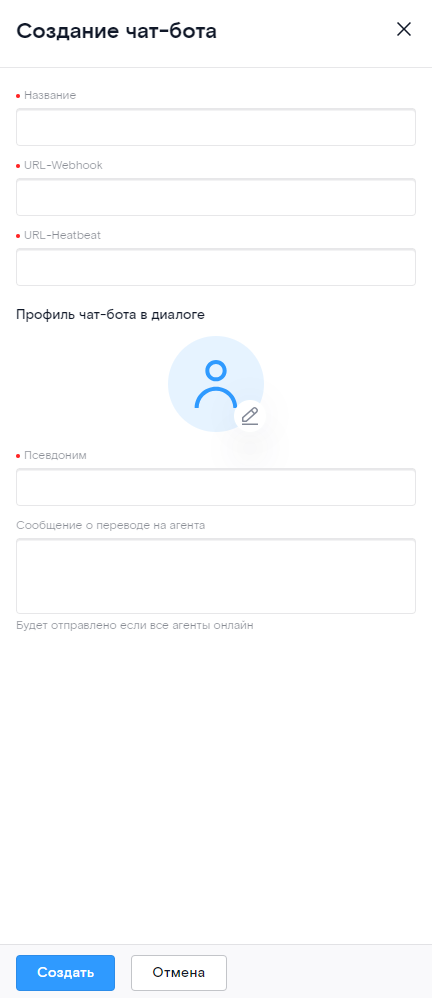 Создание чат-бота
Название
URL-Webhook
URL-Heatbeat
Профиль чат-бота в диалоге
Псевдоним
Сообщение о переводе на агента
Будет отправлено если все агенты онлайн
Создать
Отмена